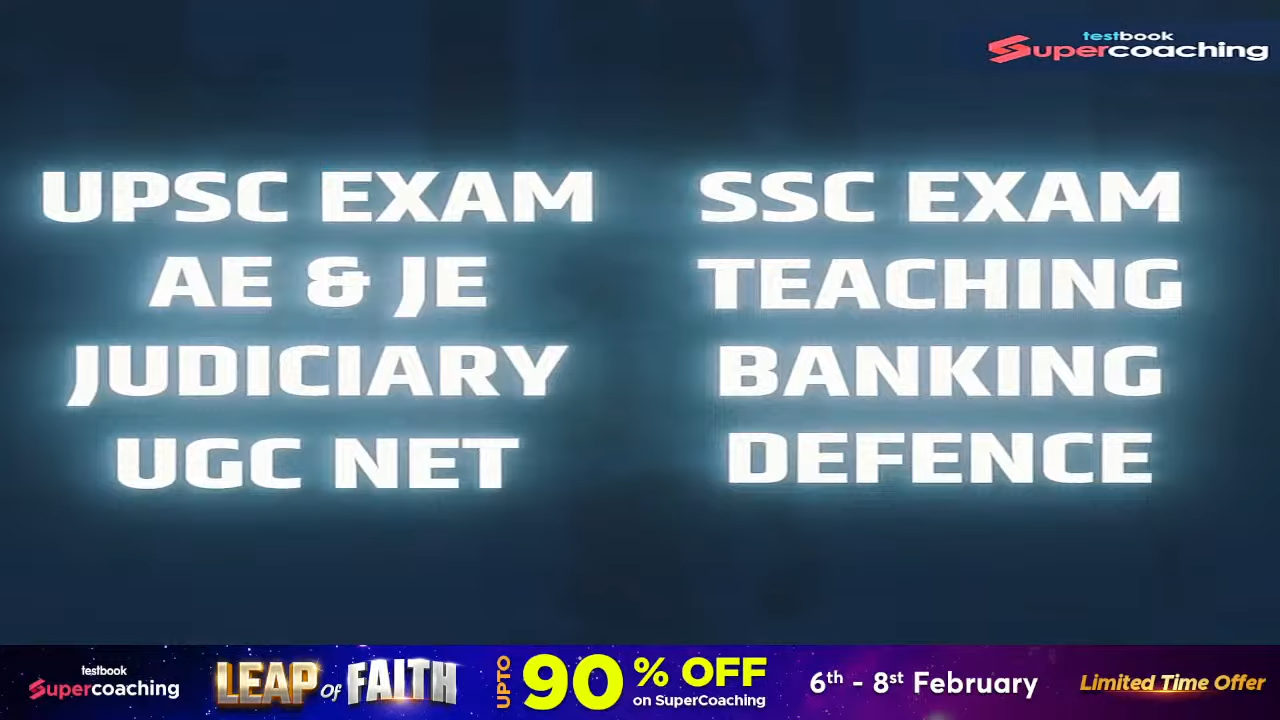 testbook
Supercoaching
UPSC EXAM
AE & JE
JUDICIARY
UGC NET
SSC EXAM
TEACHING
BANKING
DEFENCE
testbook
Supercoaching
LEAP of FAITH
UPTO
90% OFF
on SuperCoaching
6th - 8st February
Limited Time Offer